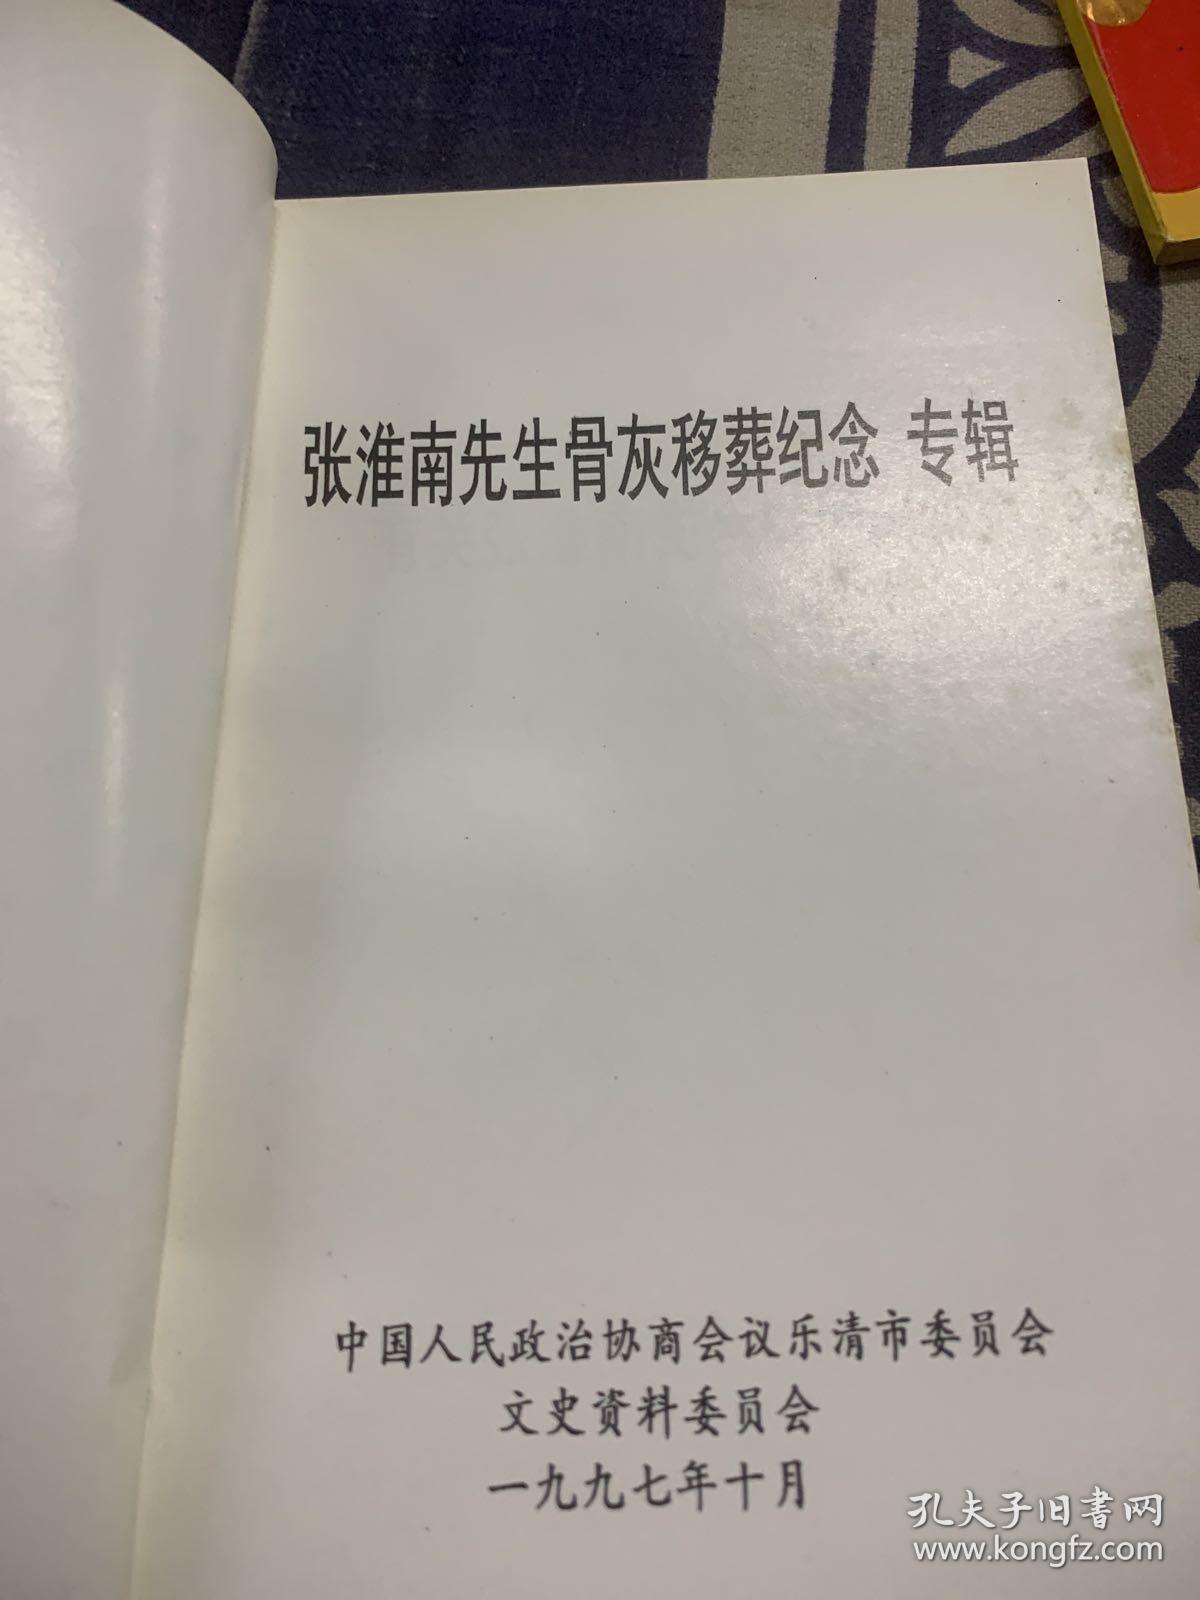 张淮南先生骨灰移葬纪念 专辑
中国人民政治协商会议乐清市委员会
文史资料委员会
一九九七年十月
孔夫子旧书网
www.kongfz.com